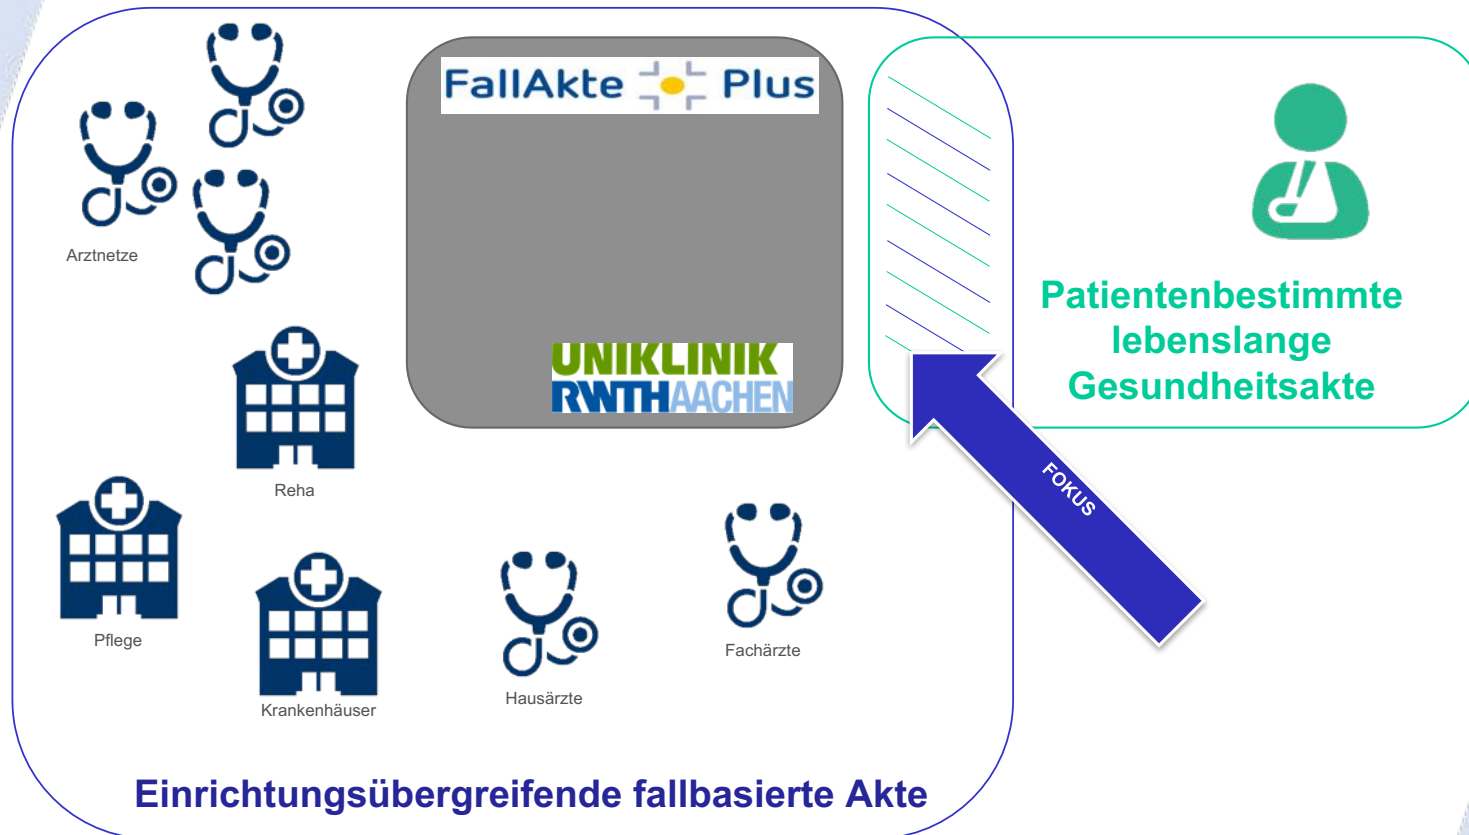 FallAkte Plus
Arztnetze
UNIKLINIK
RWTHAACHEN
Patientenbestimmte
lebenslange
Gesundheitsakte
Reha
FOKUS
Pflege
Krankenhäuser
Hausärzte
Fachärzte
Einrichtungsübergreifende fallbasierte Akte